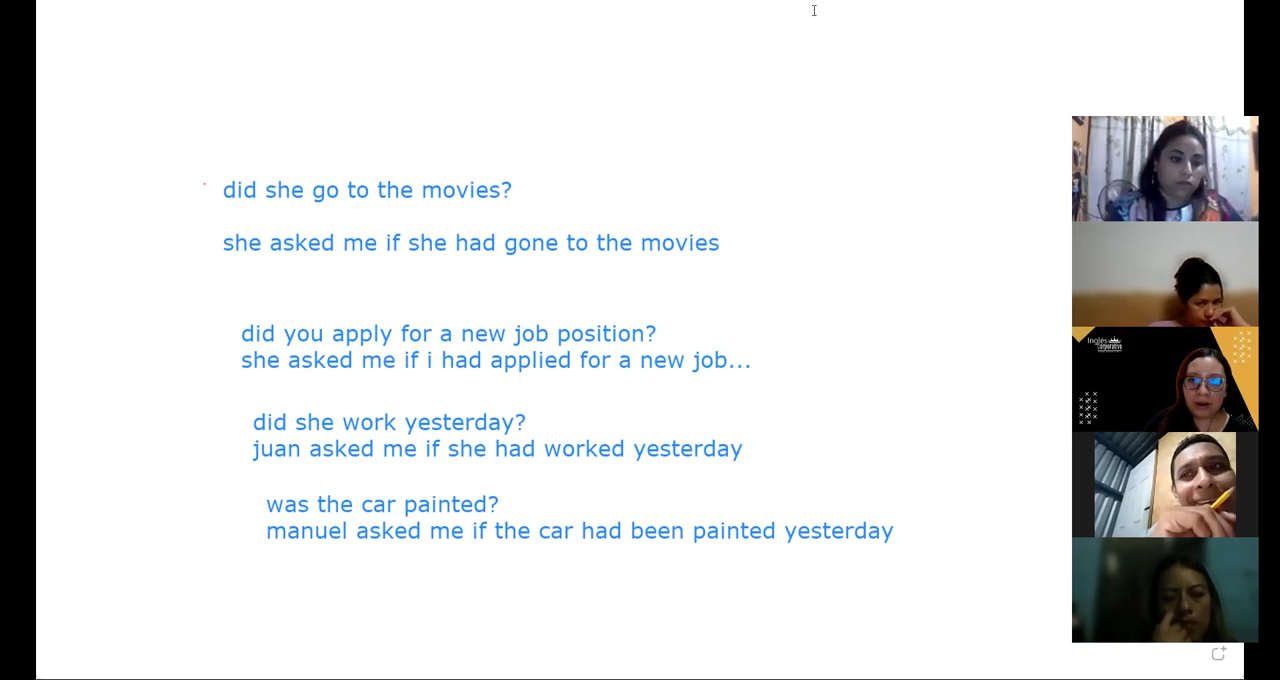 did she go to the movies?
she asked me if she had gone to the movies
did you apply for a new job position?
she asked me if i had applied for a new job...
did she work yesterday?
juan asked me if she had worked yesterday
was the car painted?
manuel asked me if the car had been painted yesterday
Inglés
Corporativo